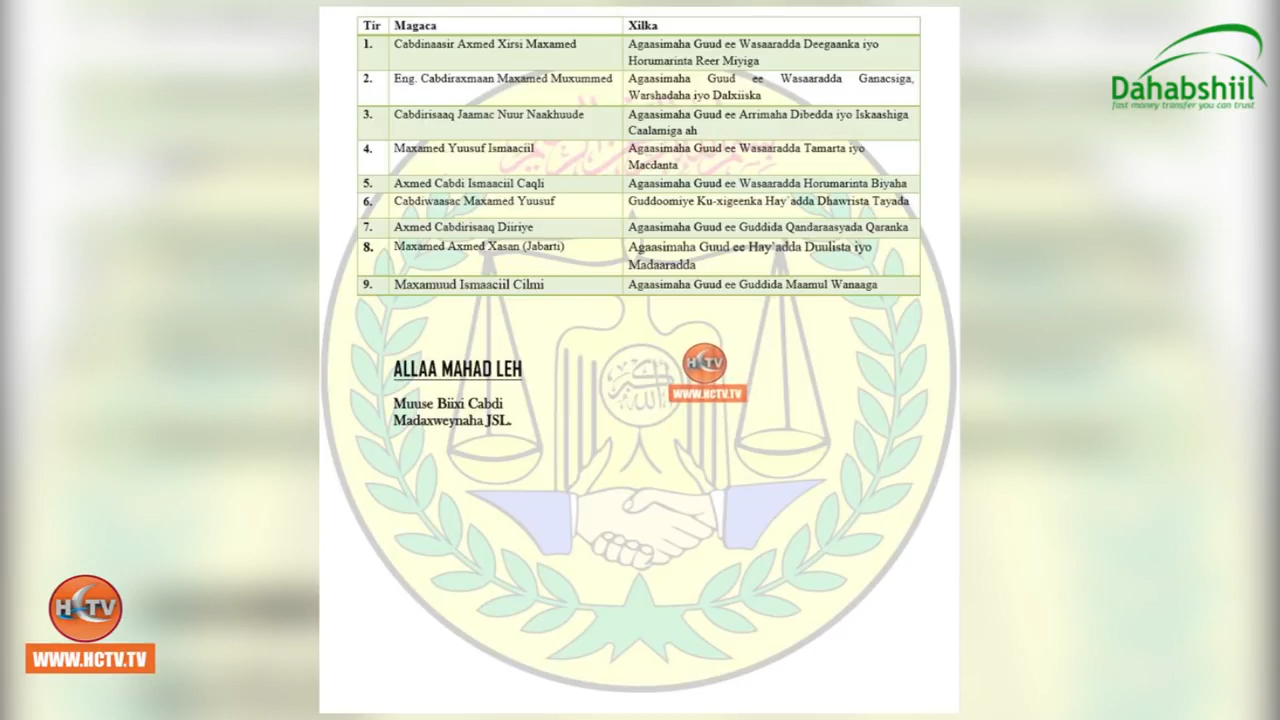 Tir Magaca Xilka
1. Cabdinaasir Axmed Xirsi Maxamed Agaasimaha Guud ee Wasaaradda Deegaanka iyo
Horumarinta Reer Miyiga
2. Eng. Cabdiraxmaan Maxamed Muxummed Agaasimaha Guud ee Wasaaradda Ganacsiga,
Warshadaha iyo Dalxiiska
3. Cabdirisaaq Jaamac Nuur Naakhuude Agaasimaha Guud ee Arrimaha Dibedda iyo Iskaashiga
Caalamiga ah
4. Maxamed Yuusuf Ismaaciil Agaasimaha Guud ee Wasaaradda Tamarta iyo
Macdanta
5. Axmed Cabdi Ismaaciil Caqli Agaasimaha Guud ee Wasaaradda Horumarinta Biyaha
6. Cabdiwaasac Maxamed Yuusuf Guddoomiye Ku-xigeenka Hay`adda Dhawrista Tayada
7. Axmed Cabdirisaaq Diiriye Agaasimaha Guud ee Guddida Qandaraasyada Qaranka
8. Maxamed Axmed Xasan (Jabarti) Agaasimaha Guud ee Hay`adda Duulista iyo
Madaaradda
9. Maxamuud Ismaaciil Cilmi Agaasimaha Guud ee Guddida Maamul Wanaaga
ALLAA MAHAD LEH
Muuse Biixi Cabdi
Madaxweynaha JSL.
HCTV
WWW.HCTV.TV
Dahabshiil
fast money transfer you can trust
HCTV
WWW.HCTV.TV